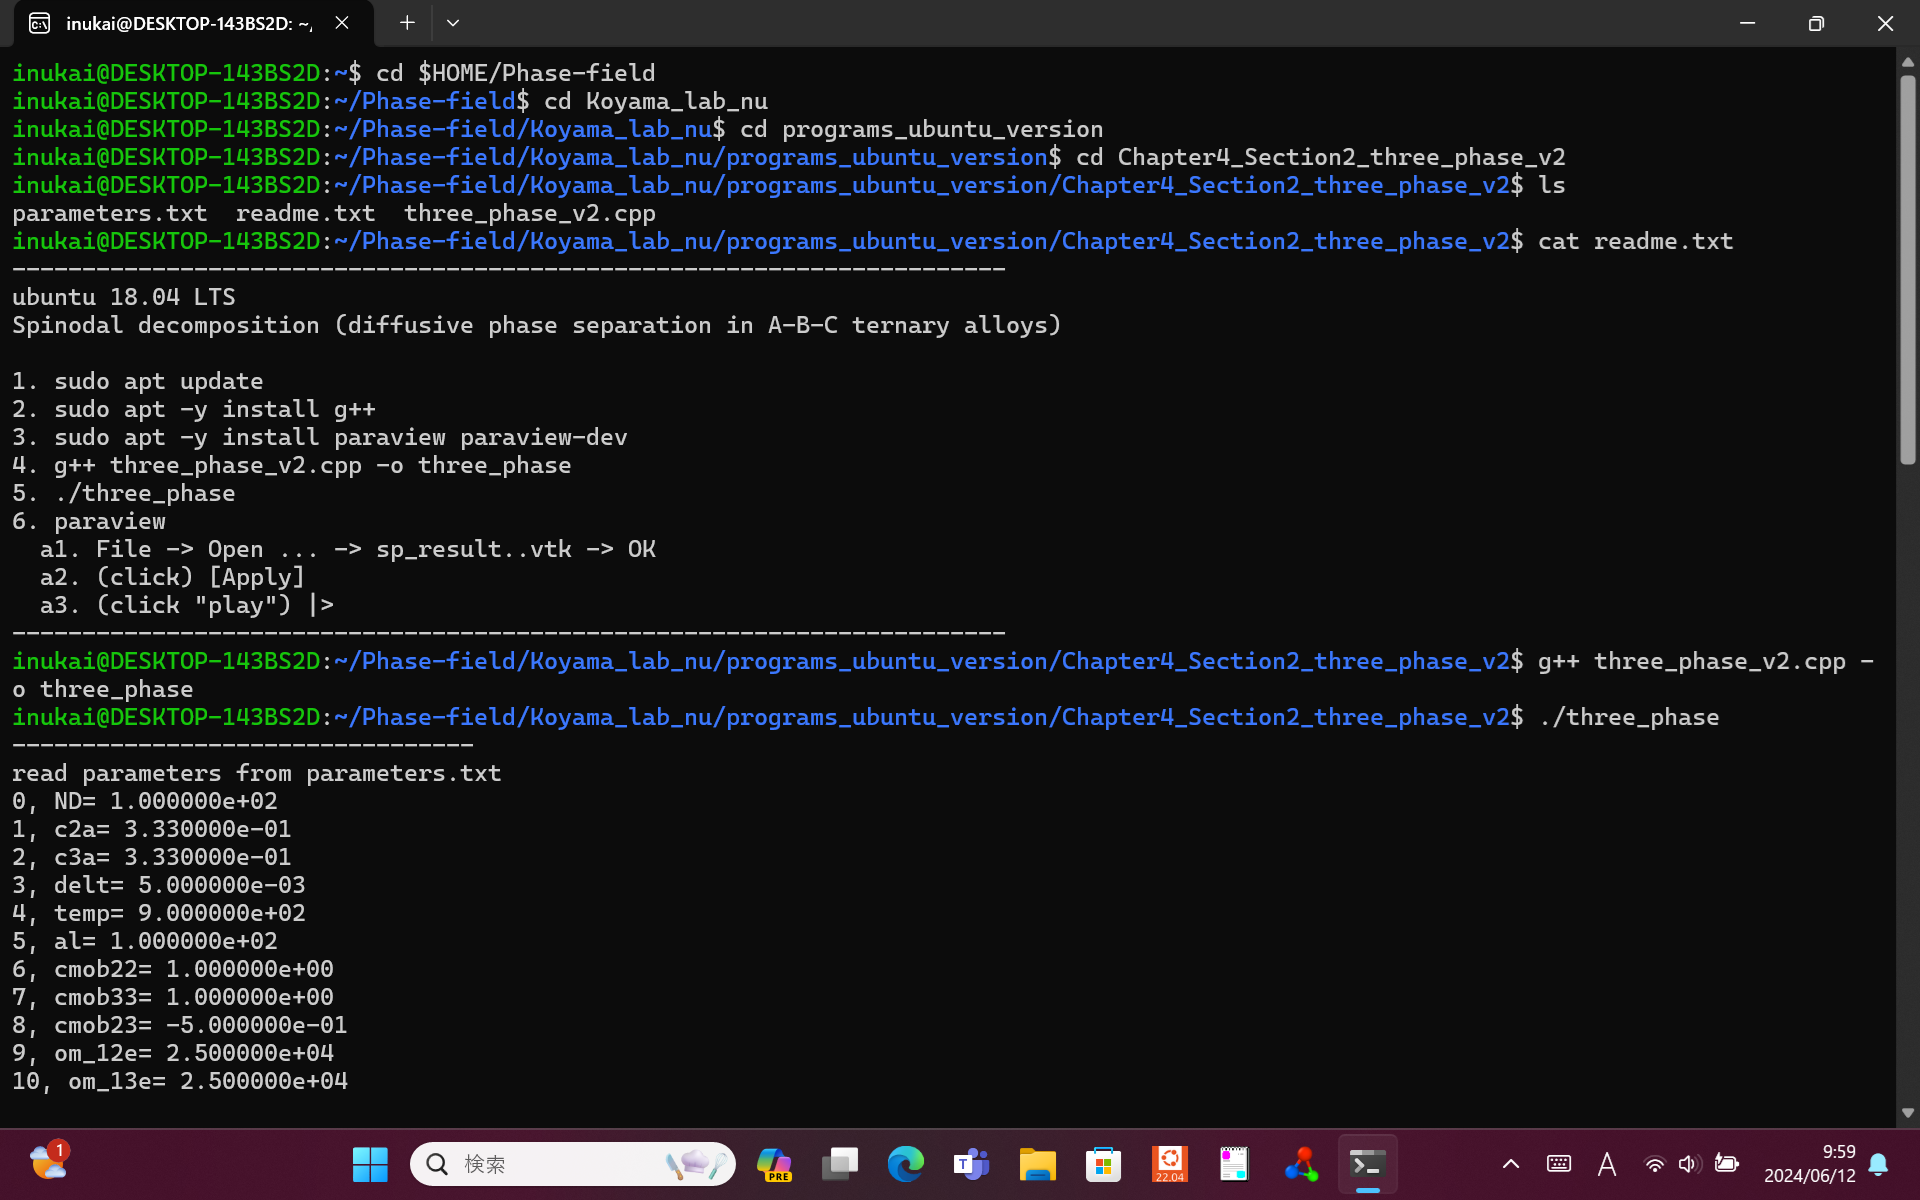 inukai@DESKTOP-143BS2D: ~/
inukai@DESKTOP-143BS2D:~$ cd $HOME/Phase-field
inukai@DESKTOP-143BS2D:~/Phase-field$ cd Koyama_lab_nu
inukai@DESKTOP-143BS2D:~/Phase-field/Koyama_lab_nu$ cd programs_ubuntu_version
inukai@DESKTOP-143BS2D:~/Phase-field/Koyama_lab_nu/programs_ubuntu_version$ cd Chapter4_Section2_three_phase_v2
inukai@DESKTOP-143BS2D:~/Phase-field/Koyama_lab_nu/programs_ubuntu_version/Chapter4_Section2_three_phase_v2$ ls
parameters.txt  readme.txt  three_phase_v2.cpp
inukai@DESKTOP-143BS2D:~/Phase-field/Koyama_lab_nu/programs_ubuntu_version/Chapter4_Section2_three_phase_v2$ cat readme.txt
-----------------------------------------------------------------------
ubuntu 18.04 LTS
Spinodal decomposition (diffusive phase separation in A-B-C ternary alloys)
1. sudo apt update
2. sudo apt -y install g++
3. sudo apt -y install paraview paraview-dev
4. g++ three_phase_v2.cpp -o three_phase
5. ./three_phase
6. paraview
  a1. File -> Open ... -> sp_result..vtk -> OK
  a2. (click) [Apply]
  a3. (click "play") |>
-----------------------------------------------------------------------
inukai@DESKTOP-143BS2D:~/Phase-field/Koyama_lab_nu/programs_ubuntu_version/Chapter4_Section2_three_phase_v2$ g++ three_phase_v2.cpp -
o three_phase
inukai@DESKTOP-143BS2D:~/Phase-field/Koyama_lab_nu/programs_ubuntu_version/Chapter4_Section2_three_phase_v2$ ./three_phase
---------------------------------
read parameters from parameters.txt
0, ND= 1.000000e+02
1, c2a= 3.330000e-01
2, c3a= 3.330000e-01
3, delt= 5.000000e-03
4, temp= 9.000000e+02
5, al= 1.000000e+02
6, cmob22= 1.000000e+00
7, cmob33= 1.000000e+00
8, cmob23= -5.000000e-01
9, om_12e= 2.500000e+04
10, om_13e= 2.500000e+04
1
検索
PRE
T
22.04
A
9:59
2024/06/12